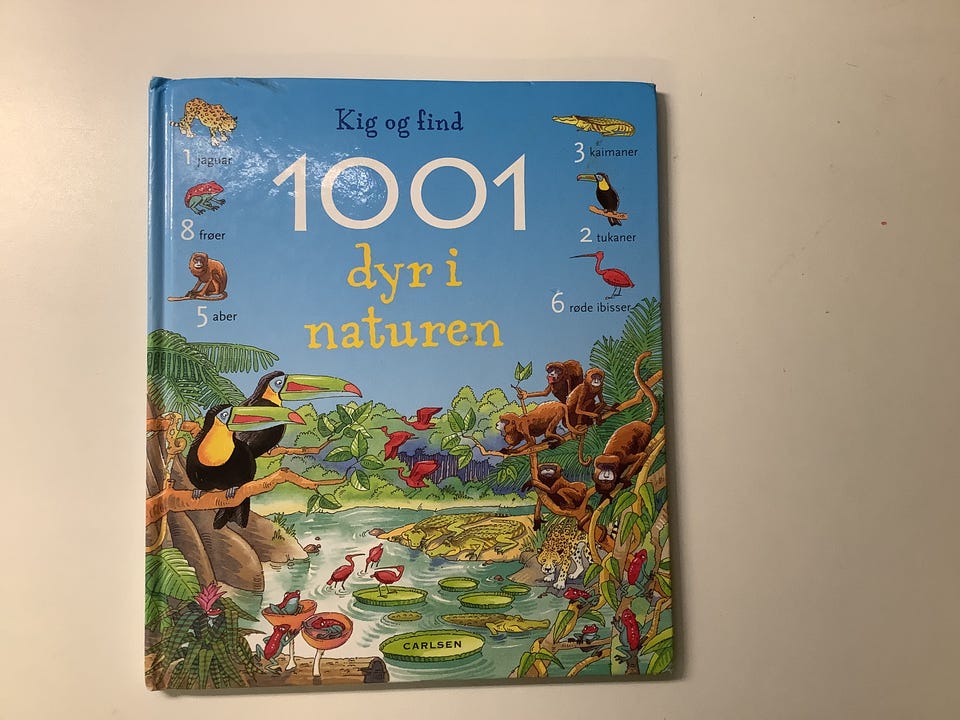 Kig og find
1001
dyr i
naturen
1 jaguar
8 frøer
5 aber
3 kaimaner
2 tukaner
6 røde ibisser
CARLSEN